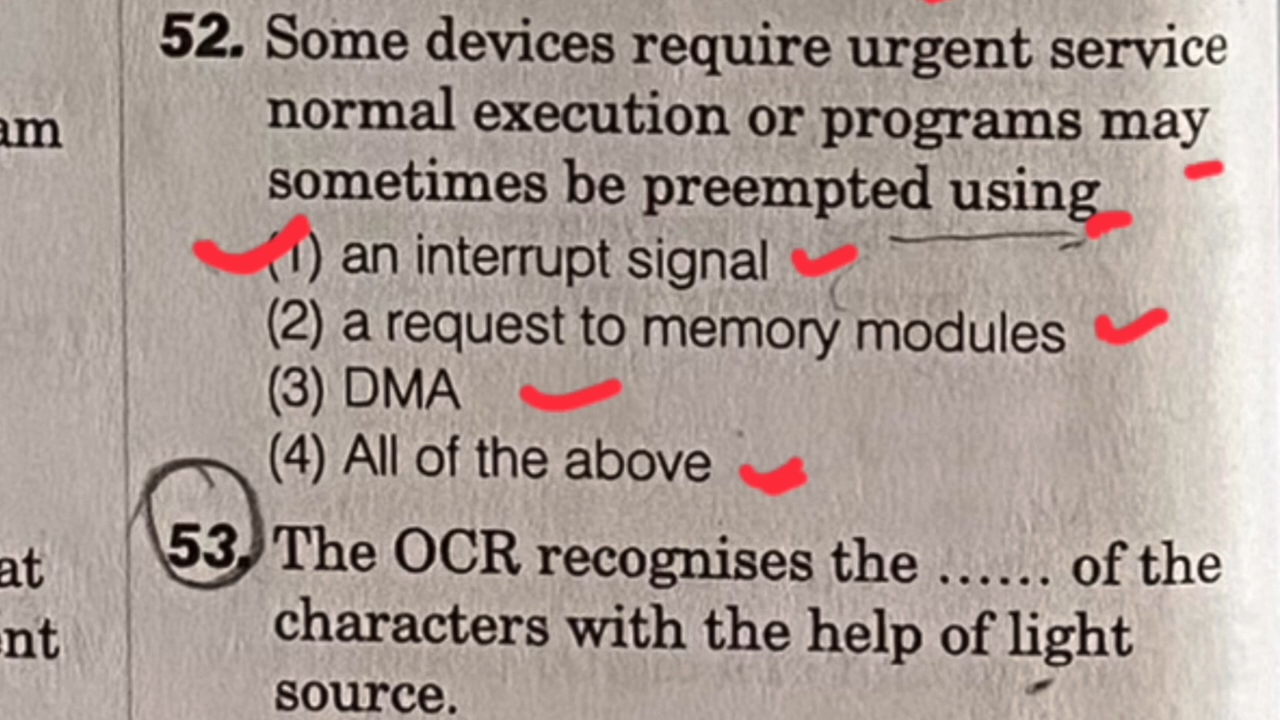 52. Some devices require urgent service
normal execution or programs may
sometimes be preempted using
(1) an interrupt signal
(2) a request to memory modules
(3) DMA
(4) All of the above
53. The OCR recognises the ...... of the
characters with the help of light
source.
am
at
nt